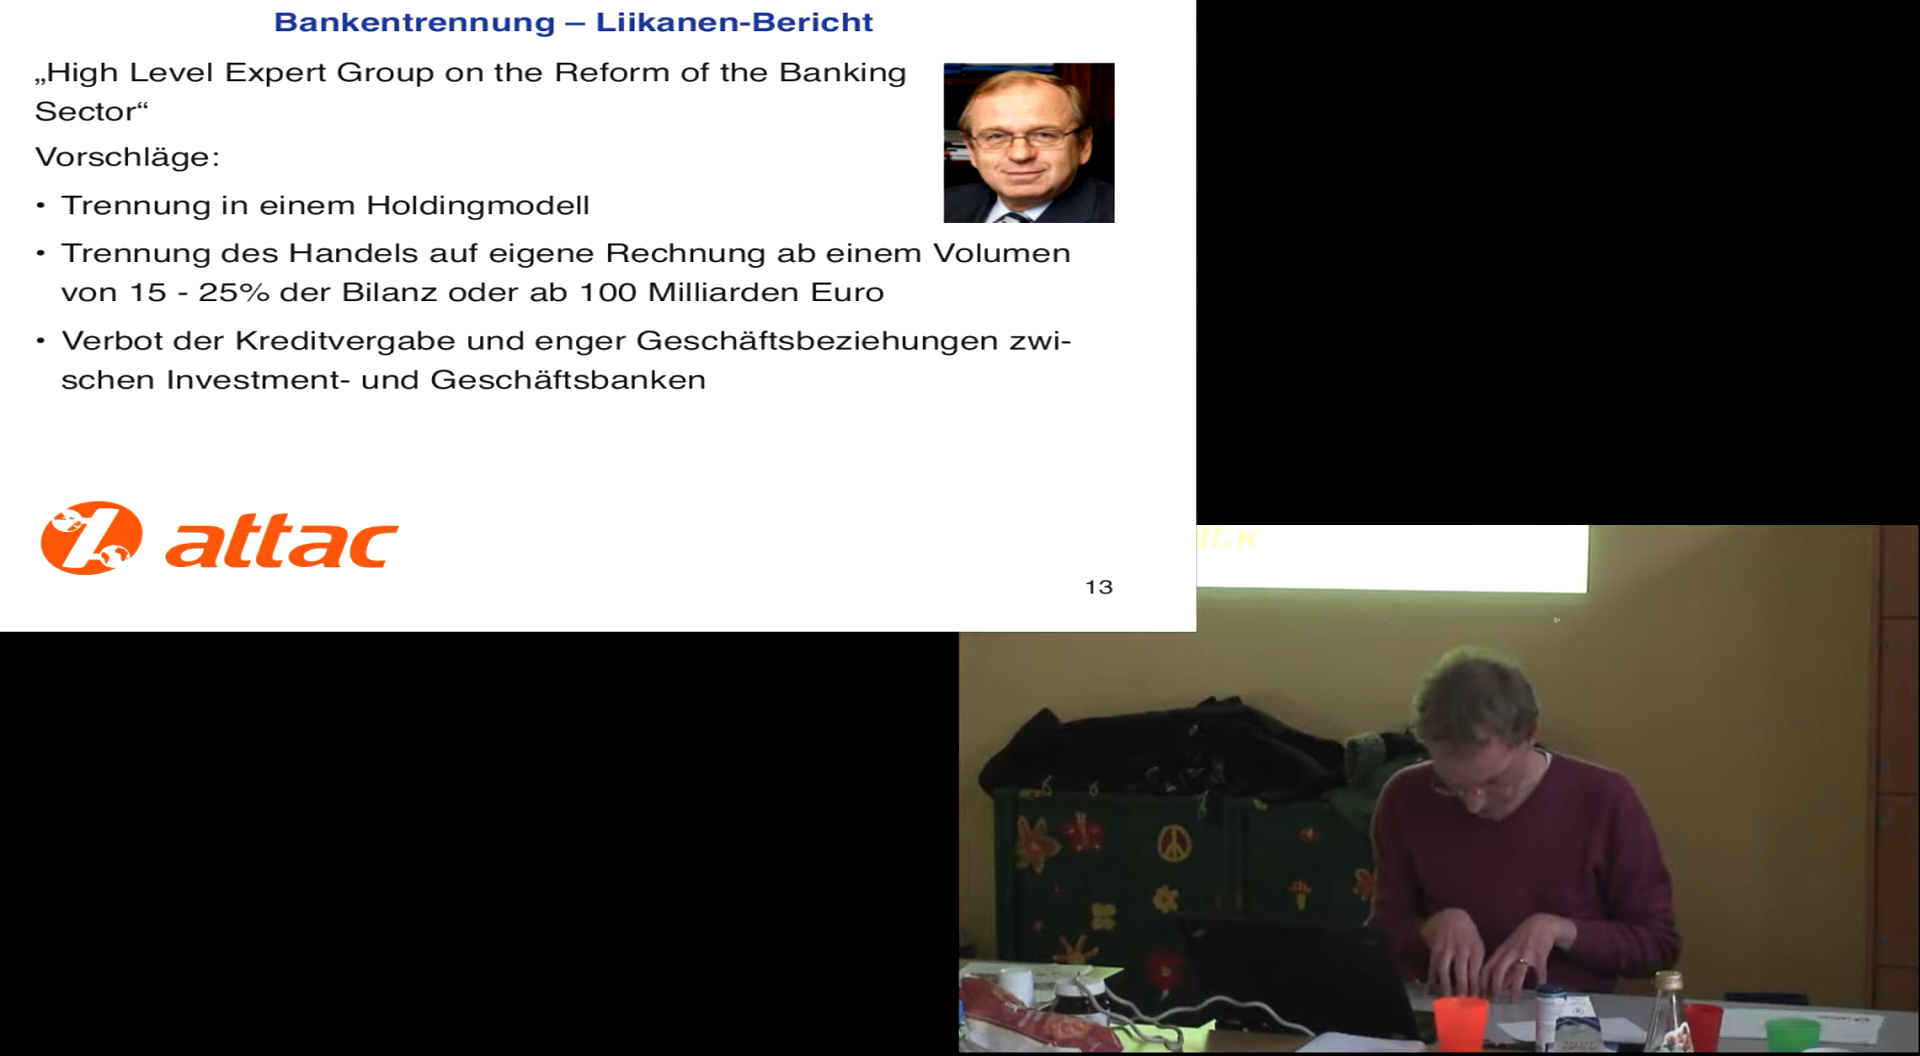 Bankentrennung – Liikanen-Bericht
„High Level Expert Group on the Reform of the Banking
Sector“
Vorschläge:
• Trennung in einem Holdingmodell
• Trennung des Handels auf eigene Rechnung ab einem Volumen
von 15 - 25% der Bilanz oder ab 100 Milliarden Euro
• Verbot der Kreditvergabe und enger Geschäftsbeziehungen zwi-
schen Investment- und Geschäftsbanken
attac
13